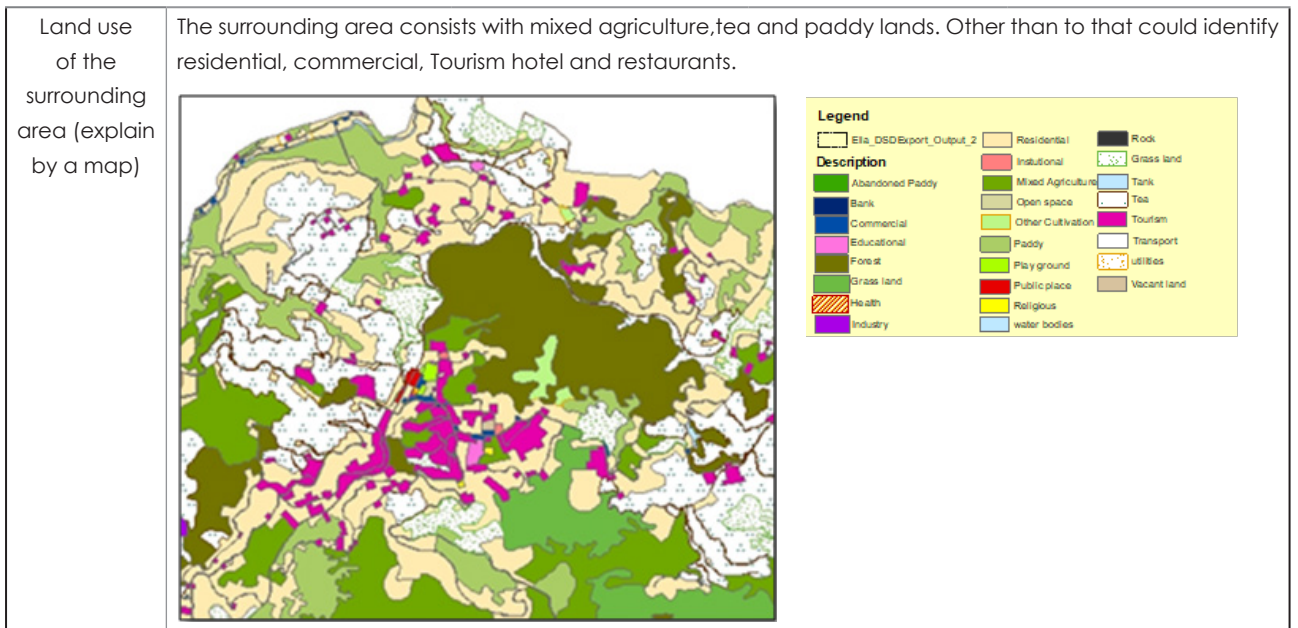 Land use
of the
surrounding
area (explain
by a map)
The surrounding area consists with mixed agriculture,tea and paddy lands. Other than to that could identify
residential, commercial, Tourism hotel and restaurants.
Legend
Ella_DSDExport_Output_2
Description
Abandoned Paddy
Bank
Commercial
Educational
Forest
Grass land
Health
Industry
Residential
Instutional
Mixed Agriculture
Open space
Other Cultivation
Paddy
Play ground
Public place
Religious
water bodies
Rock
Grass land
Tank
Tea
Tourism
Transport
utilities
Vacant land